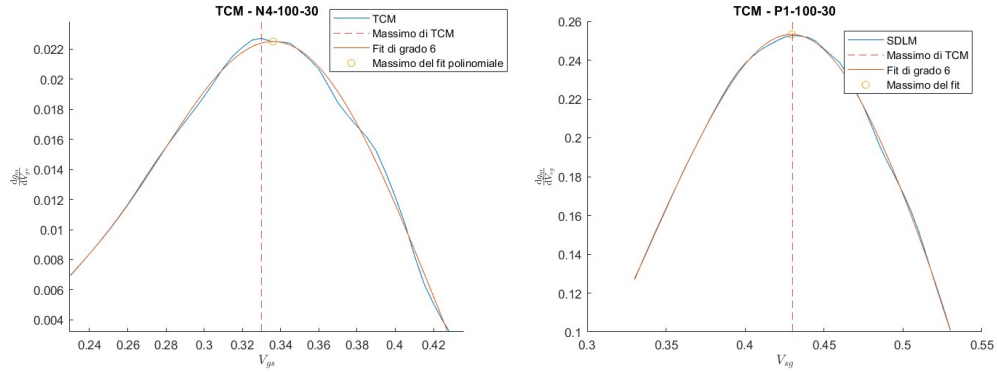 TCM - N4-100-30
TCM
Massimo di TCM
Fit di grado 6
Massimo del fit polinomiale
0.022
0.02
0.018
0.016
0.014
0.012
0.01
0.008
0.006
0.004
dg_m/dV_gs
0.24 0.26 0.28 0.3 0.32 0.34 0.36 0.38 0.4 0.42
V_gs
TCM - P1-100-30
SDLM
Massimo di TCM
Fit di grado 6
Massimo del fit
0.26
0.24
0.22
0.2
0.18
0.16
0.14
0.12
0.1
dg_m/dV_sg
0.3 0.35 0.4 0.45 0.5 0.55
V_sg